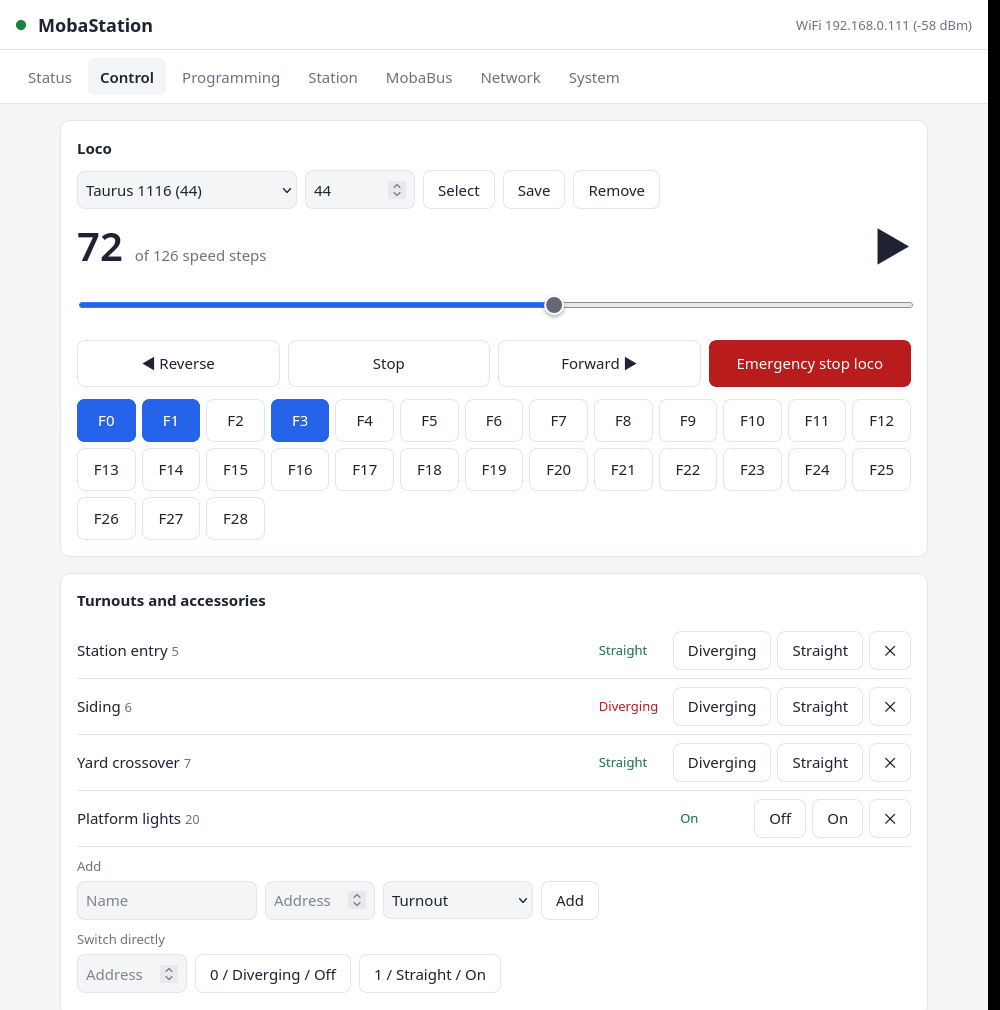 MobaStation
WiFi 192.168.0.111 (-58 dBm)
Status Control Programming Station MobaBus Network System
Loco
Taurus 1116 (44) 44 Select Save Remove
72 of 126 speed steps
Reverse Stop Forward Emergency stop loco
F0 F1 F2 F3 F4 F5 F6 F7 F8 F9 F10 F11 F12
F13 F14 F15 F16 F17 F18 F19 F20 F21 F22 F23 F24 F25
F26 F27 F28
Turnouts and accessories
Station entry 5 Straight Diverging Straight ✕
Siding 6 Diverging Diverging Straight ✕
Yard crossover 7 Straight Diverging Straight ✕
Platform lights 20 On Off On ✕
Add
Name Address Turnout Add
Switch directly
Address 0 / Diverging / Off 1 / Straight / On